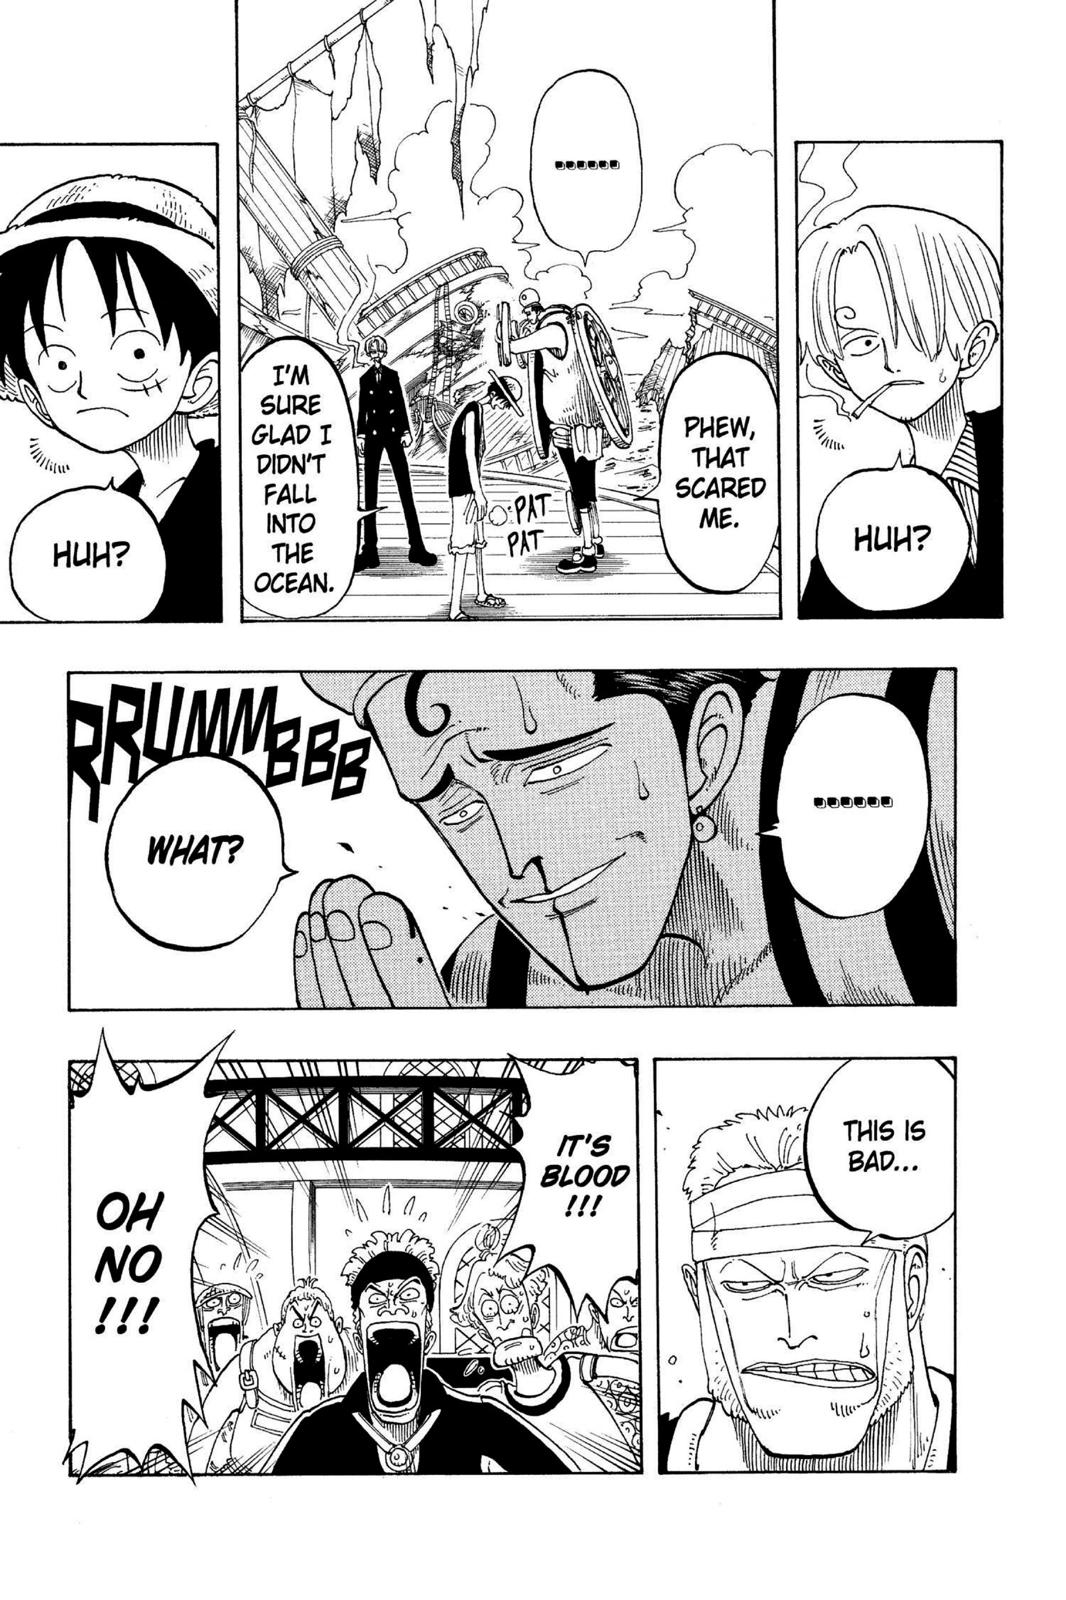 HUH?
......
PHEW,
THAT
SCARED
ME.
PAT
PAT
I'M
SURE
GLAD I
DIDN'T
FALL
INTO
THE
OCEAN.
HUH?
......
RRUMMMBBB
WHAT?
THIS IS
BAD...
IT'S
BLOOD
!!!
OH
NO
!!!